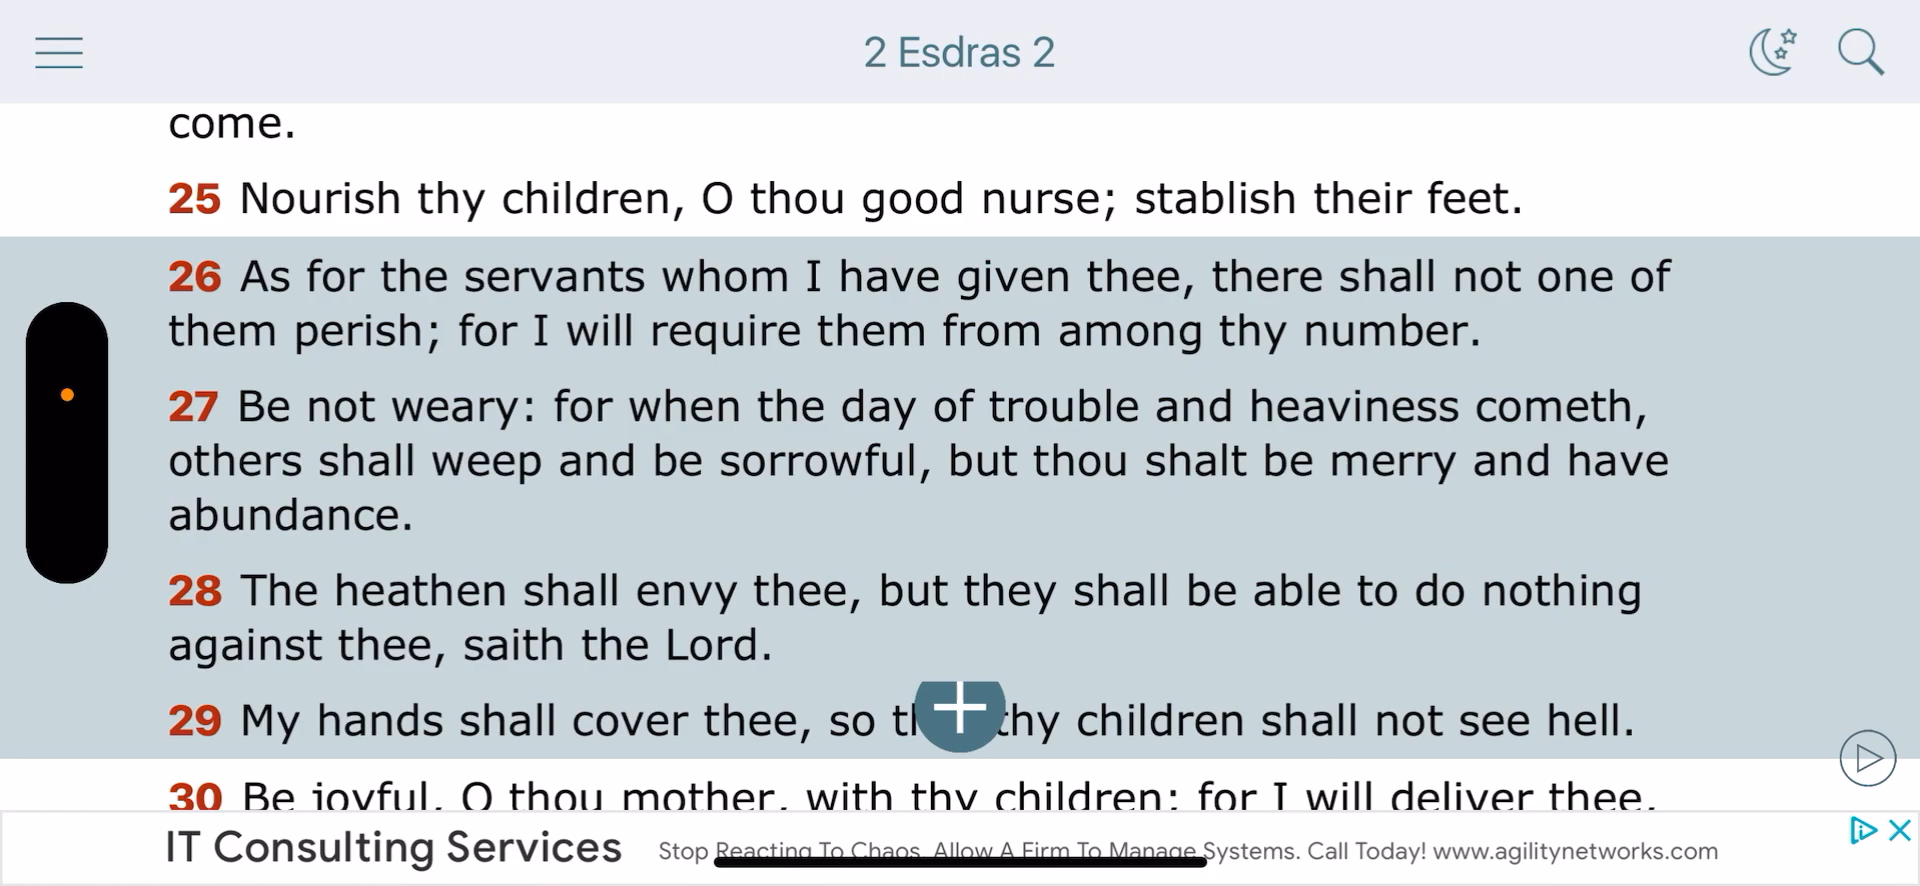 2 Esdras 2
come.
25 Nourish thy children, O thou good nurse; stablish their feet.
26 As for the servants whom I have given thee, there shall not one of
them perish; for I will require them from among thy number.
27 Be not weary: for when the day of trouble and heaviness cometh,
others shall weep and be sorrowful, but thou shalt be merry and have
abundance.
28 The heathen shall envy thee, but they shall be able to do nothing
against thee, saith the Lord.
29 My hands shall cover thee, so thy children shall not see hell.
30 Be joyful, O thou mother, with thy children; for I will deliver thee,
IT Consulting Services
Stop Reacting To Chaos. Allow A Firm To Manage Systems. Call Today! www.agilitynetworks.com